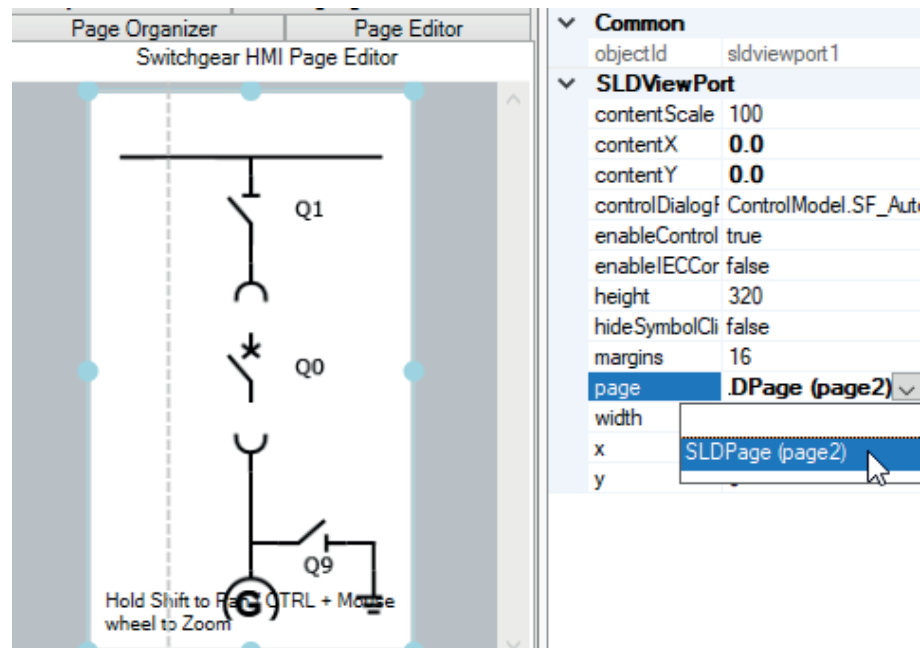 Page Organizer
Page Editor
Switchgear HMI Page Editor
Q1
Q0
Q9
G
Hold Shift to Pan CTRL + Mouse
wheel to Zoom
Common
objectId sldviewport1
SLDViewPort
contentScale 100
contentX 0.0
contentY 0.0
controlDialogF ControlModel.SF_Auto
enableControl true
enableIECCor false
height 320
hideSymbolCli false
margins 16
page .DPage (page2)
width
SLDPage (page2)
x
y